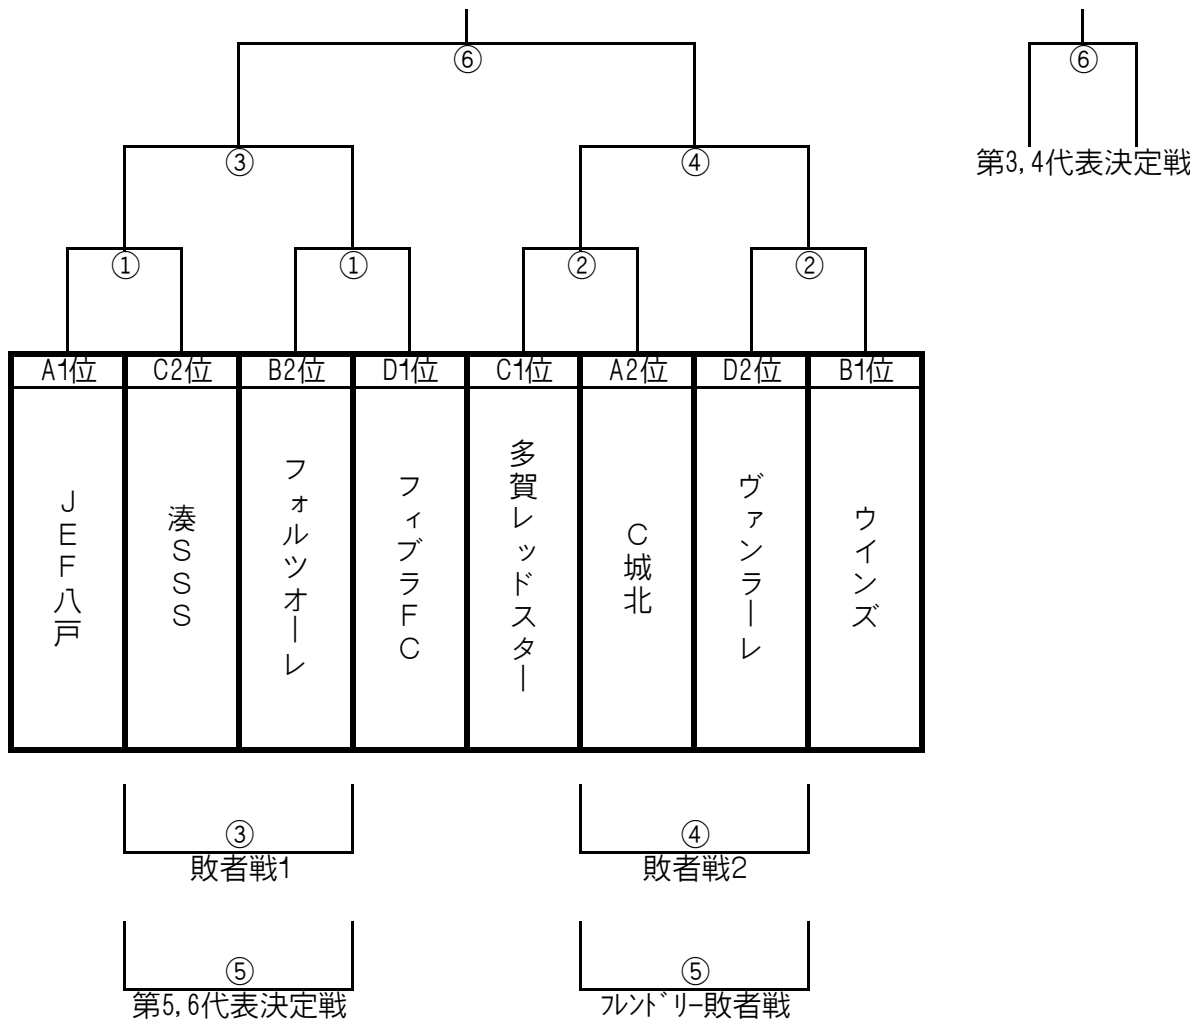 ⑥
⑥
③
④
第3,4代表決定戦
①
①
②
②
A1位
C2位
B2位
D1位
C1位
A2位
D2位
B1位
JEF八戸
湊SSS
フォルツオーレ
フィブラFC
多賀レッドスター
C城北
ヴァンラーレ
ウインズ
③
④
敗者戦1
敗者戦2
⑤
⑤
第5,6代表決定戦
ﾌﾚﾝﾄﾞﾘｰ敗者戦